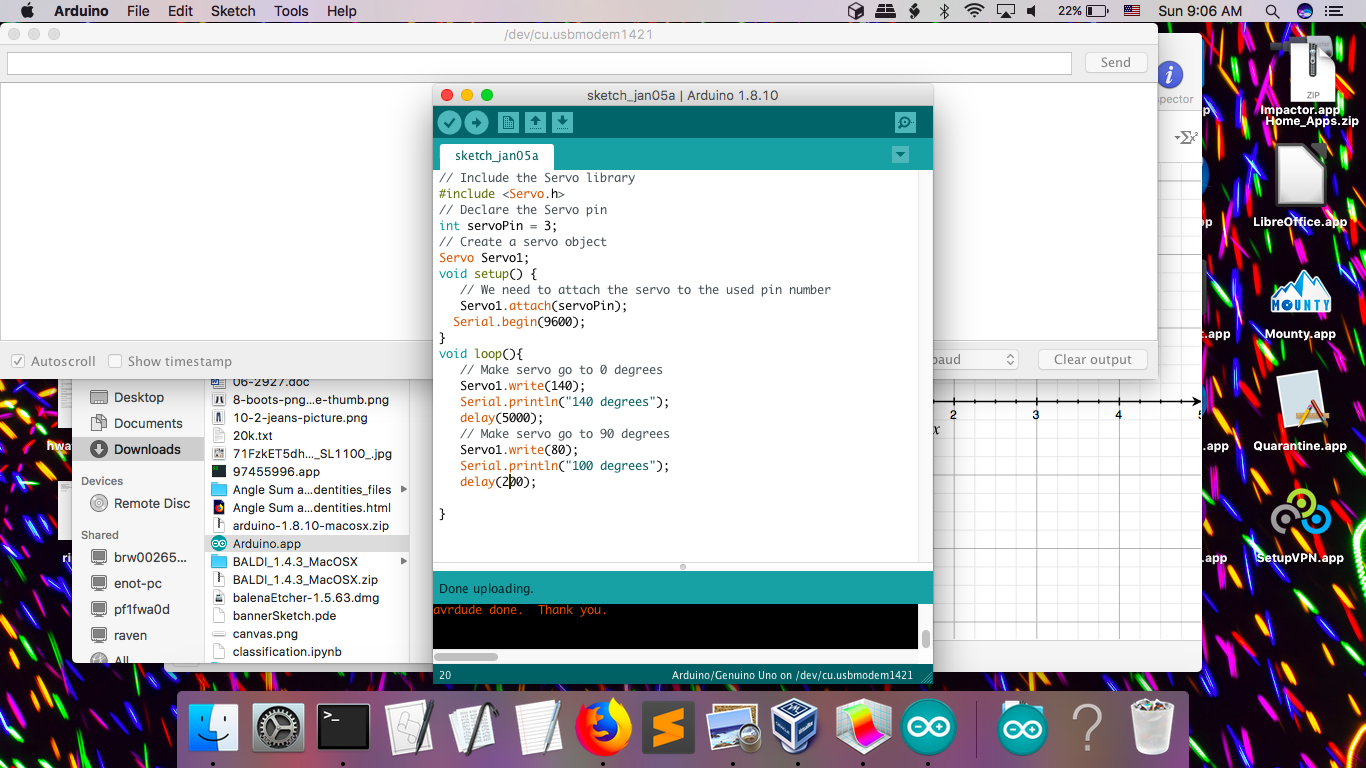 Arduino File Edit Sketch Tools Help 22% Sun 9:06 AM
/dev/cu.usbmodem1421
Send
Autoscroll Show timestamp
baud
Clear output
sketch_jan05a | Arduino 1.8.10
sketch_jan05a
// Include the Servo library
#include <Servo.h>
// Declare the Servo pin
int servoPin = 3;
// Create a servo object
Servo Servo1;
void setup() {
// We need to attach the servo to the used pin number
Servo1.attach(servoPin);
Serial.begin(9600);
}
void loop(){
// Make servo go to 0 degrees
Servo1.write(140);
Serial.println("140 degrees");
delay(5000);
// Make servo go to 90 degrees
Servo1.write(80);
Serial.println("100 degrees");
delay(200);
}
Done uploading.
avrdude done.  Thank you.
20
Arduino/Genuino Uno on /dev/cu.usbmodem1421
Desktop
Documents
Downloads
Devices
Remote Disc
Shared
brw00265...
enot-pc
pf1fwa0d
raven
All
06-2927.doc
8-boots-png...e-thumb.png
10-2-jeans-picture.png
20k.txt
71FzkET5dh..._SL1100_.jpg
97455996.app
Angle Sum a...dentities_files
Angle Sum a...dentities.html
arduino-1.8.10-macosx.zip
Arduino.app
BALDI_1.4.3_MacOSX
BALDI_1.4.3_MacOSX.zip
balenaEtcher-1.5.63.dmg
bannerSketch.pde
canvas.png
classification.ipynb
spector
Σx²
2 3 4 5
x
ZIP
Impactor.app
Home_Apps.zip
LibreOffice.app
MOUNTY
Mounty.app
Quarantine.app
SetupVPN.app